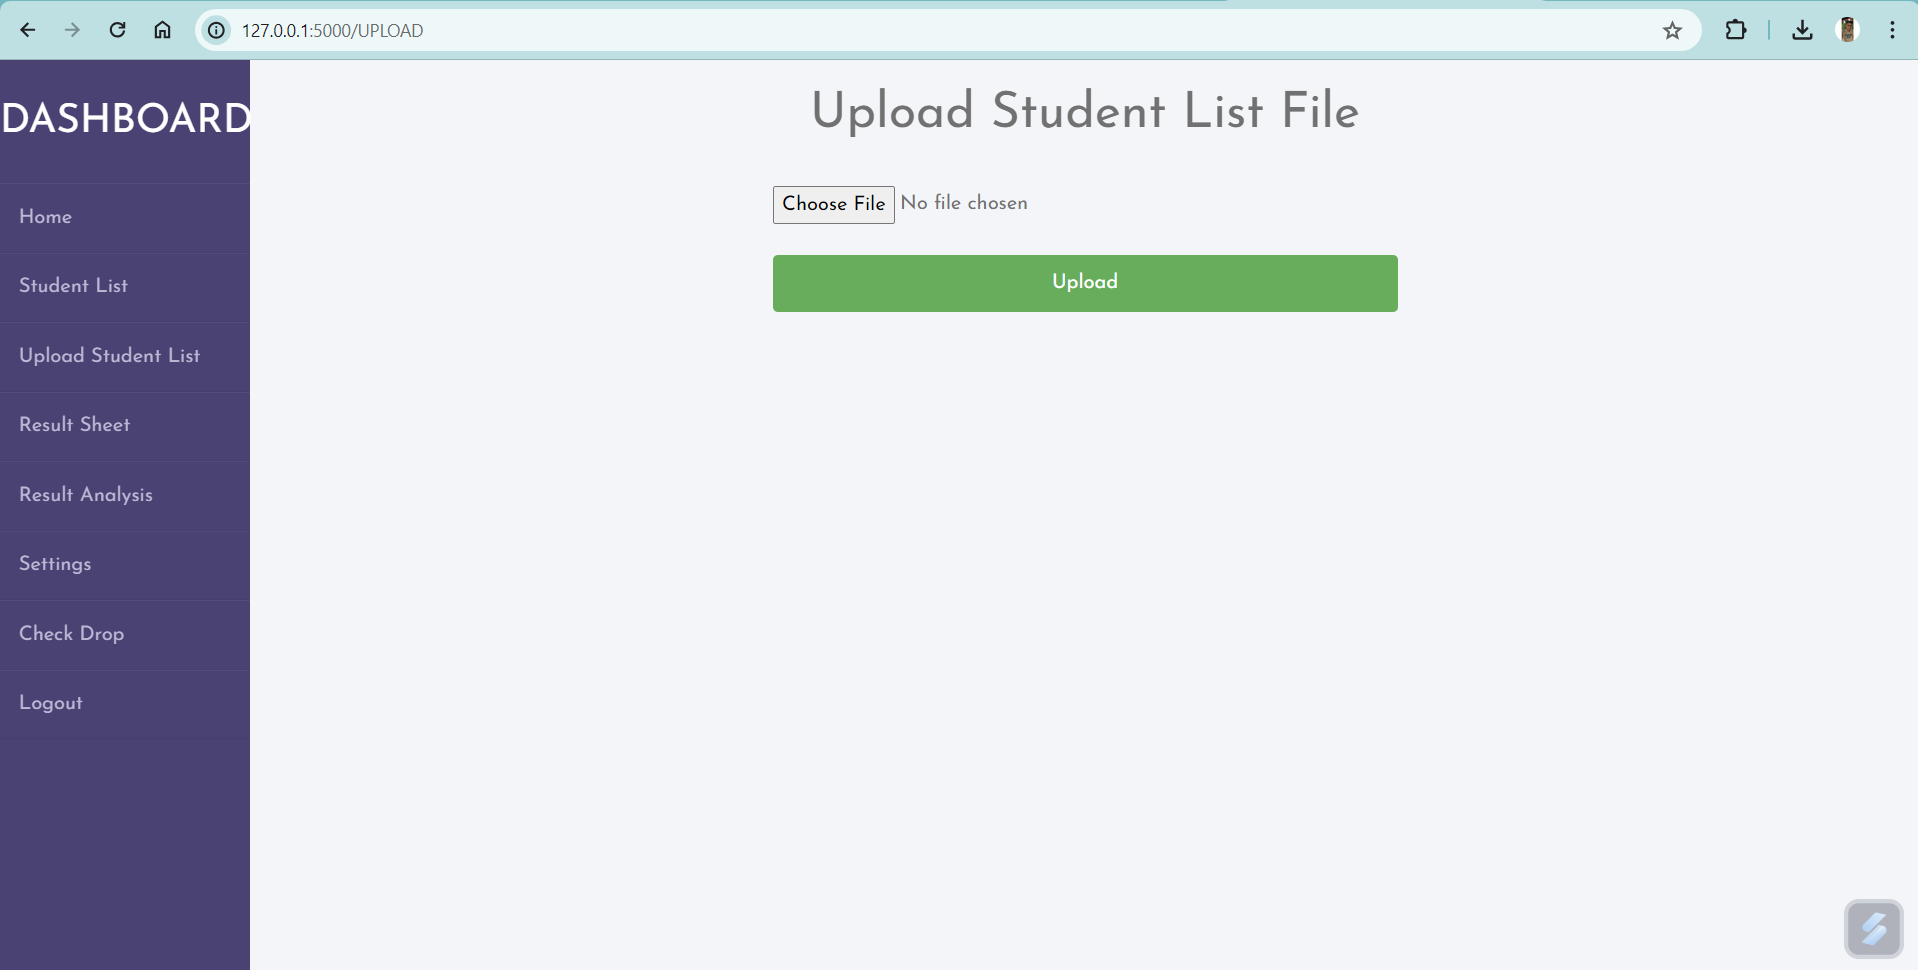 127.0.0.1:5000/UPLOAD
DASHBOARD
Home
Student List
Upload Student List
Result Sheet
Result Analysis
Settings
Check Drop
Logout
Upload Student List File
Choose File No file chosen
Upload